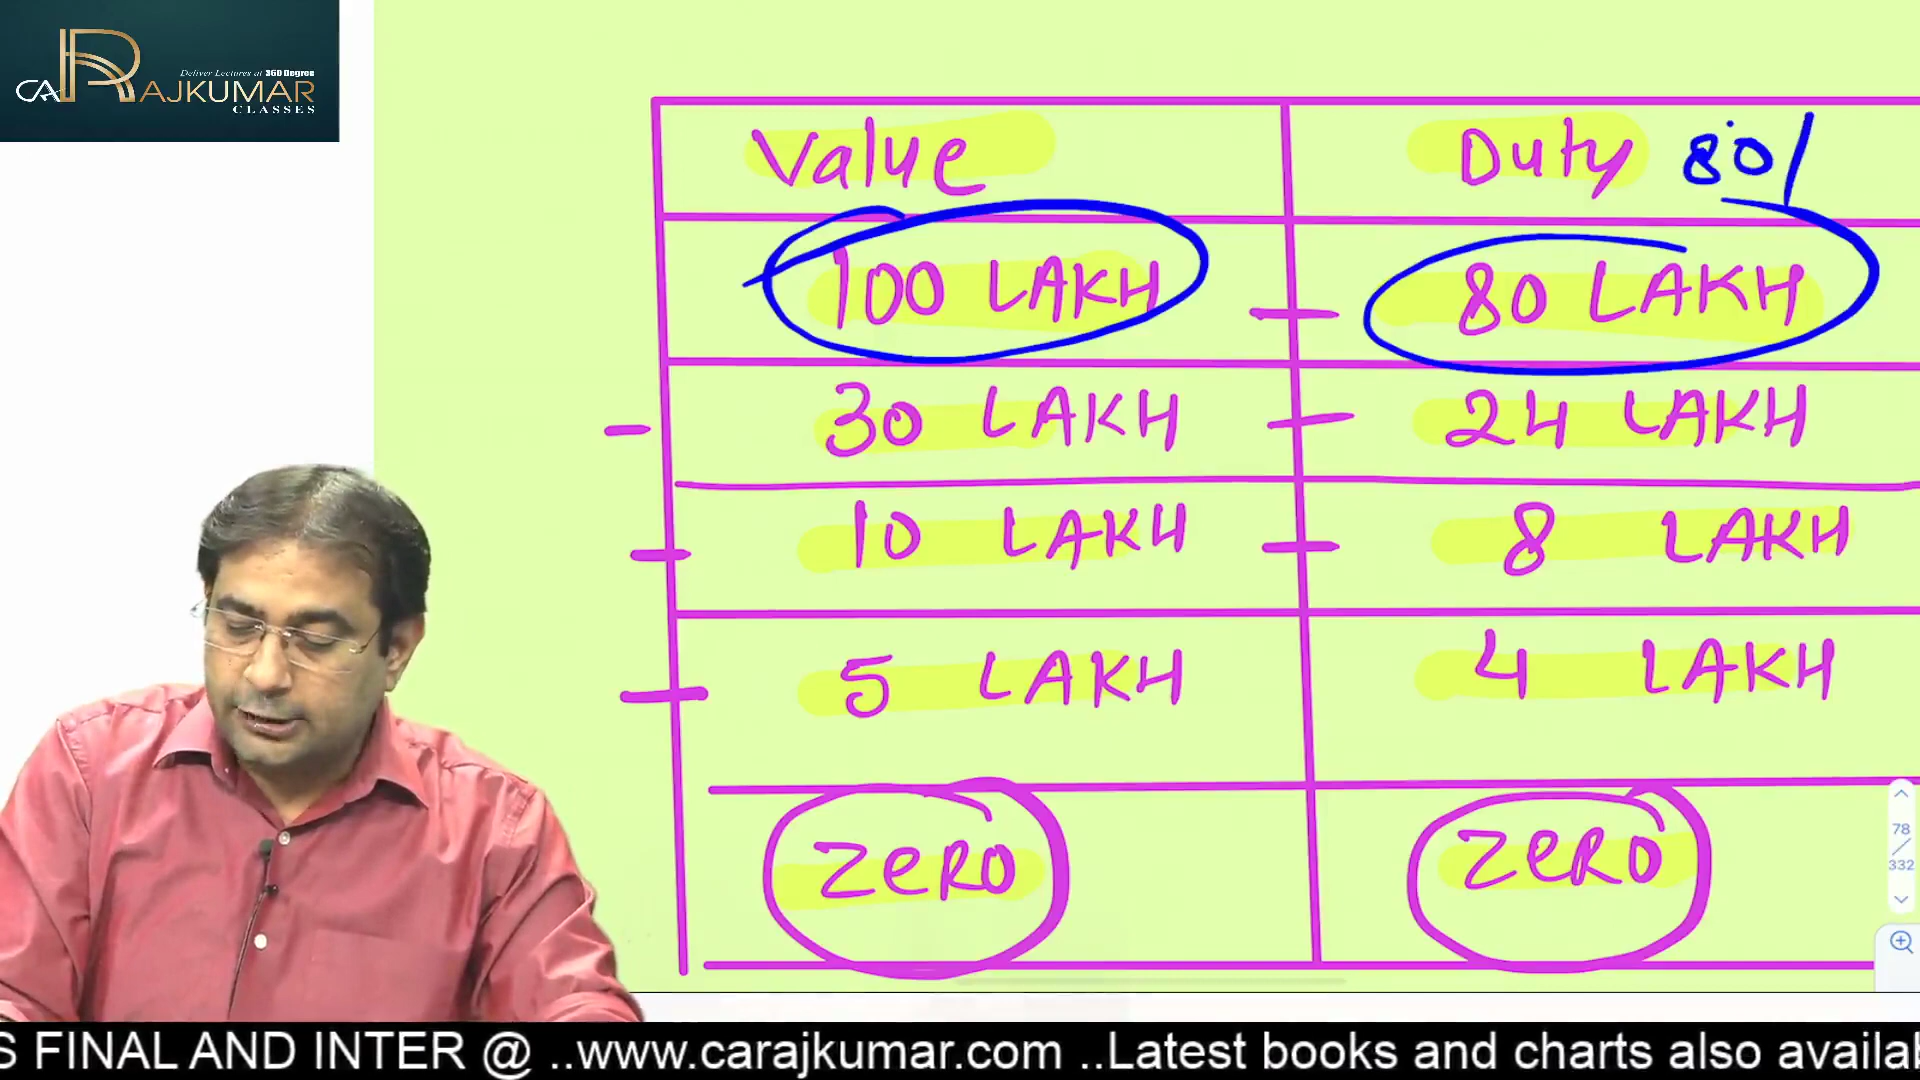 Deliver Lectures at 360 Degree
CA RAJKUMAR
CLASSES
Value Duty 80/
100 LAKH - 80 LAKH
- 30 LAKH - 24 LAKH
- 10 LAKH - 8 LAKH
- 5 LAKH 4 LAKH
ZeRO ZeRO
78
/
332
S FINAL AND INTER @ ..www.carajkumar.com ..Latest books and charts also availa